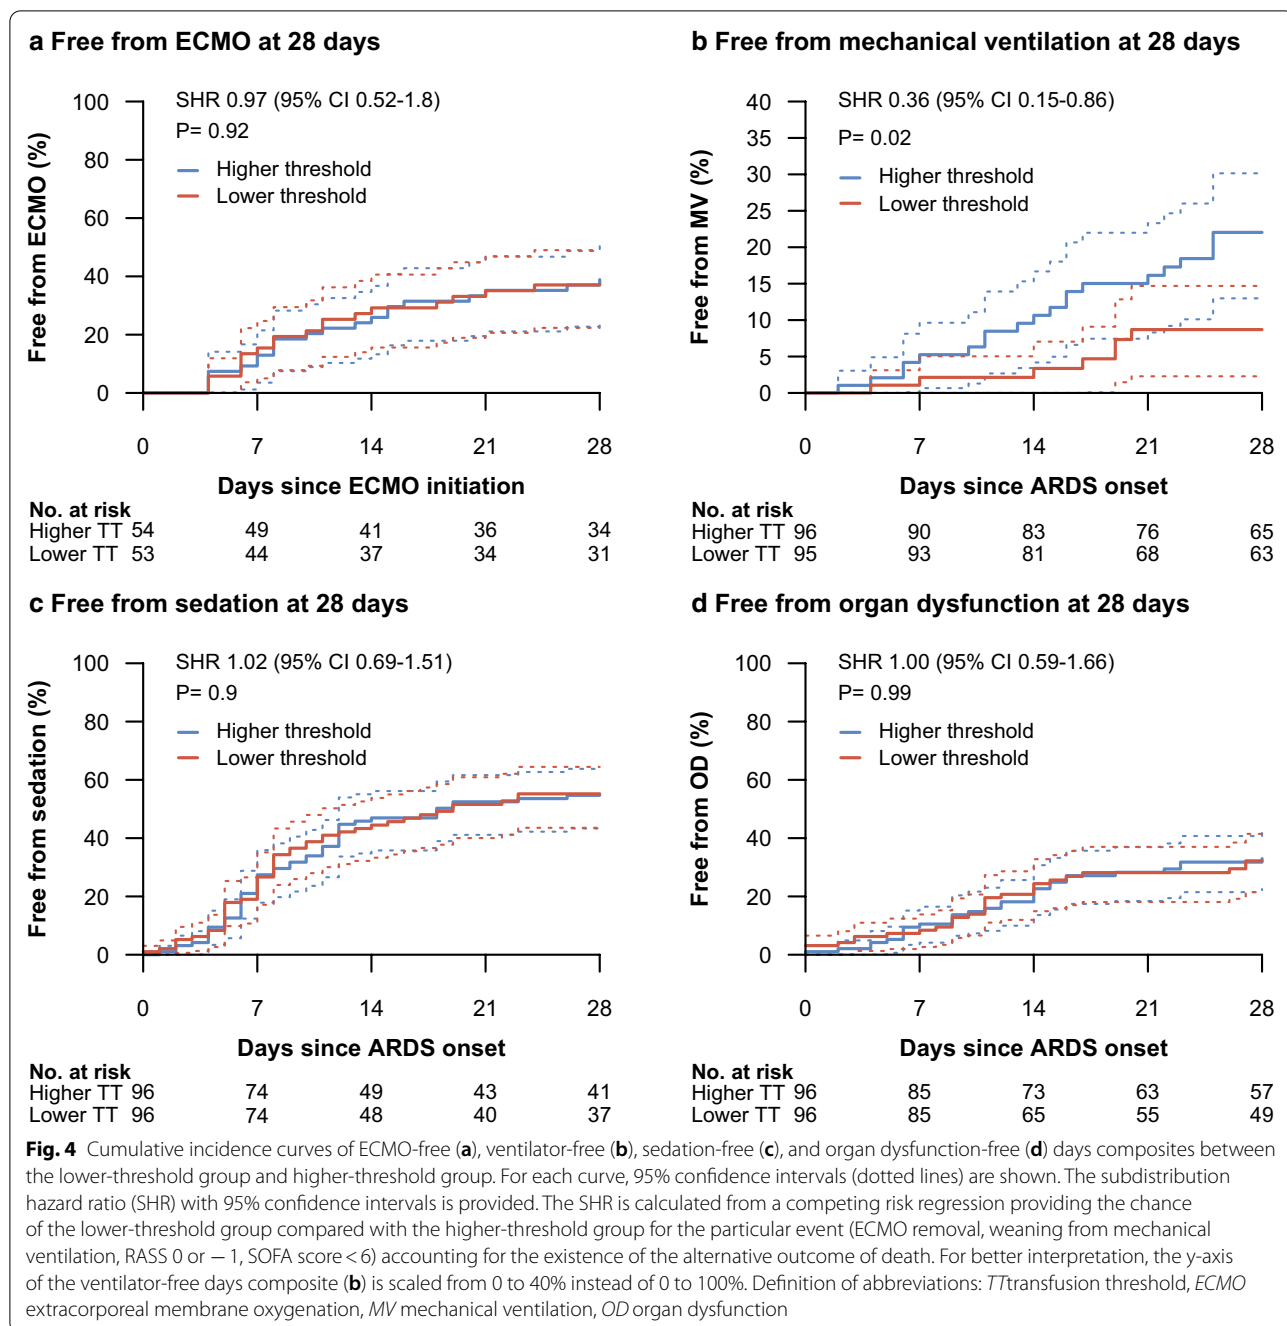 a Free from ECMO at 28 days
SHR 0.97 (95% CI 0.52-1.8)
P= 0.92
Higher threshold
Lower threshold
Free from ECMO (%)
100
80
60
40
20
0
0 7 14 21 28
Days since ECMO initiation
No. at risk
Higher TT 54 49 41 36 34
Lower TT 53 44 37 34 31
b Free from mechanical ventilation at 28 days
SHR 0.36 (95% CI 0.15-0.86)
P= 0.02
Higher threshold
Lower threshold
Free from MV (%)
40
35
30
25
20
15
10
5
0
0 7 14 21 28
Days since ARDS onset
No. at risk
Higher TT 96 90 83 76 65
Lower TT 95 93 81 68 63
c Free from sedation at 28 days
SHR 1.02 (95% CI 0.69-1.51)
P= 0.9
Higher threshold
Lower threshold
Free from sedation (%)
100
80
60
40
20
0
0 7 14 21 28
Days since ARDS onset
No. at risk
Higher TT 96 74 49 43 41
Lower TT 96 74 48 40 37
d Free from organ dysfunction at 28 days
SHR 1.00 (95% CI 0.59-1.66)
P= 0.99
Higher threshold
Lower threshold
Free from OD (%)
100
80
60
40
20
0
0 7 14 21 28
Days since ARDS onset
No. at risk
Higher TT 96 85 73 63 57
Lower TT 96 85 65 55 49
Fig. 4 Cumulative incidence curves of ECMO-free (a), ventilator-free (b), sedation-free (c), and organ dysfunction-free (d) days composites between
the lower-threshold group and higher-threshold group. For each curve, 95% confidence intervals (dotted lines) are shown. The subdistribution
hazard ratio (SHR) with 95% confidence intervals is provided. The SHR is calculated from a competing risk regression providing the chance
of the lower-threshold group compared with the higher-threshold group for the particular event (ECMO removal, weaning from mechanical
ventilation, RASS 0 or − 1, SOFA score < 6) accounting for the existence of the alternative outcome of death. For better interpretation, the y-axis
of the ventilator-free days composite (b) is scaled from 0 to 40% instead of 0 to 100%. Definition of abbreviations: TTtransfusion threshold, ECMO
extracorporeal membrane oxygenation, MV mechanical ventilation, OD organ dysfunction